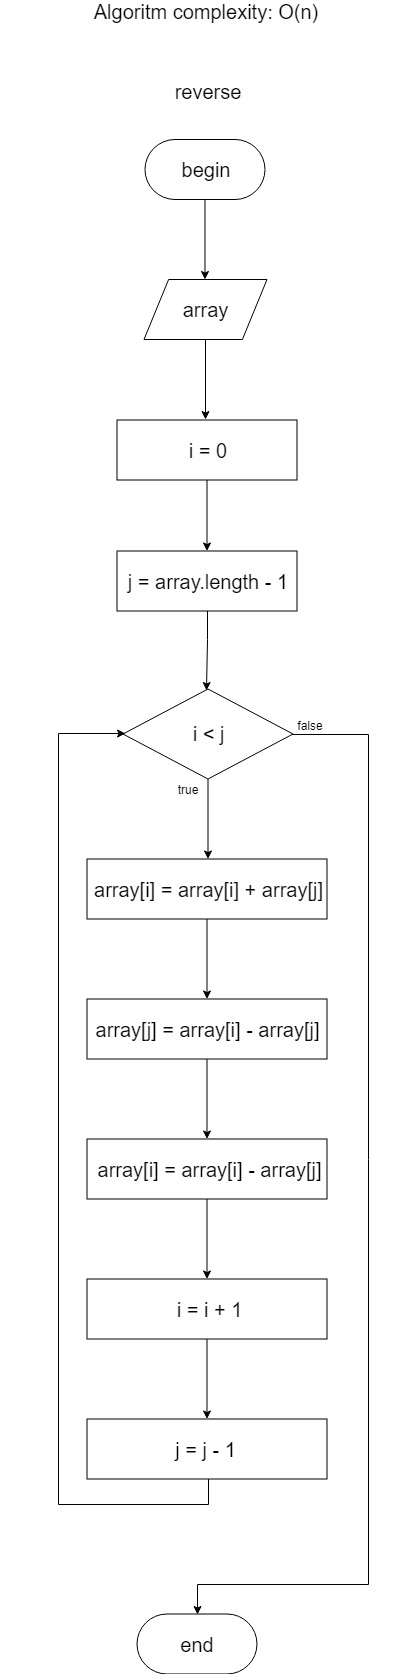 Algoritm complexity: O(n)
reverse
begin
array
i = 0
j = array.length - 1
i < j
false
true
array[i] = array[i] + array[j]
array[j] = array[i] - array[j]
array[i] = array[i] - array[j]
i = i + 1
j = j - 1
end